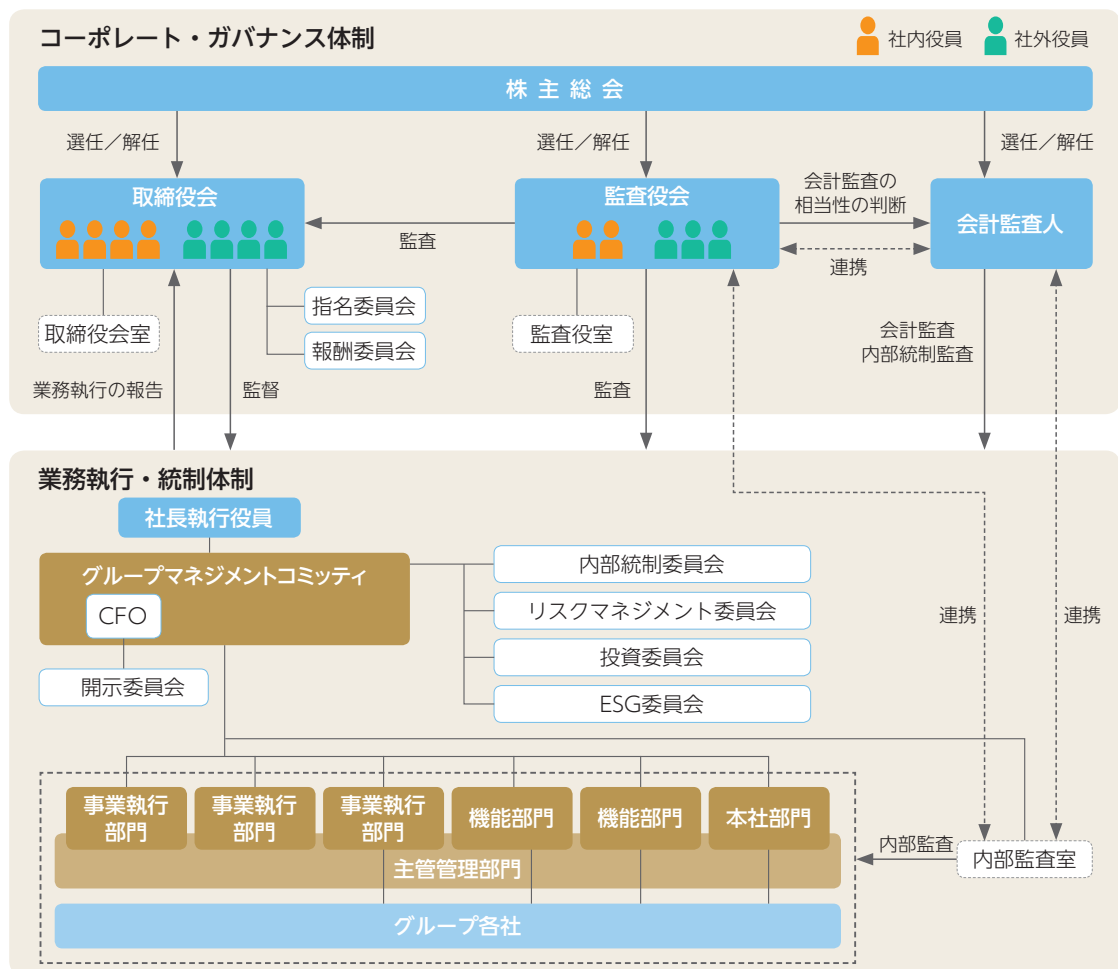 コーポレート・ガバナンス体制
社内役員
社外役員
株主総会
選任／解任
選任／解任
選任／解任
取締役会
監査役会
会計監査の
相当性の判断
会計監査人
監査
連携
指名委員会
取締役会室
監査役室
報酬委員会
会計監査
内部統制監査
業務執行の報告
監督
監査
業務執行・統制体制
社長執行役員
グループマネジメントコミッティ
CFO
開示委員会
内部統制委員会
リスクマネジメント委員会
投資委員会
ESG委員会
連携
連携
事業執行
部門
事業執行
部門
事業執行
部門
機能部門
機能部門
本社部門
主管管理部門
内部監査
内部監査室
グループ各社